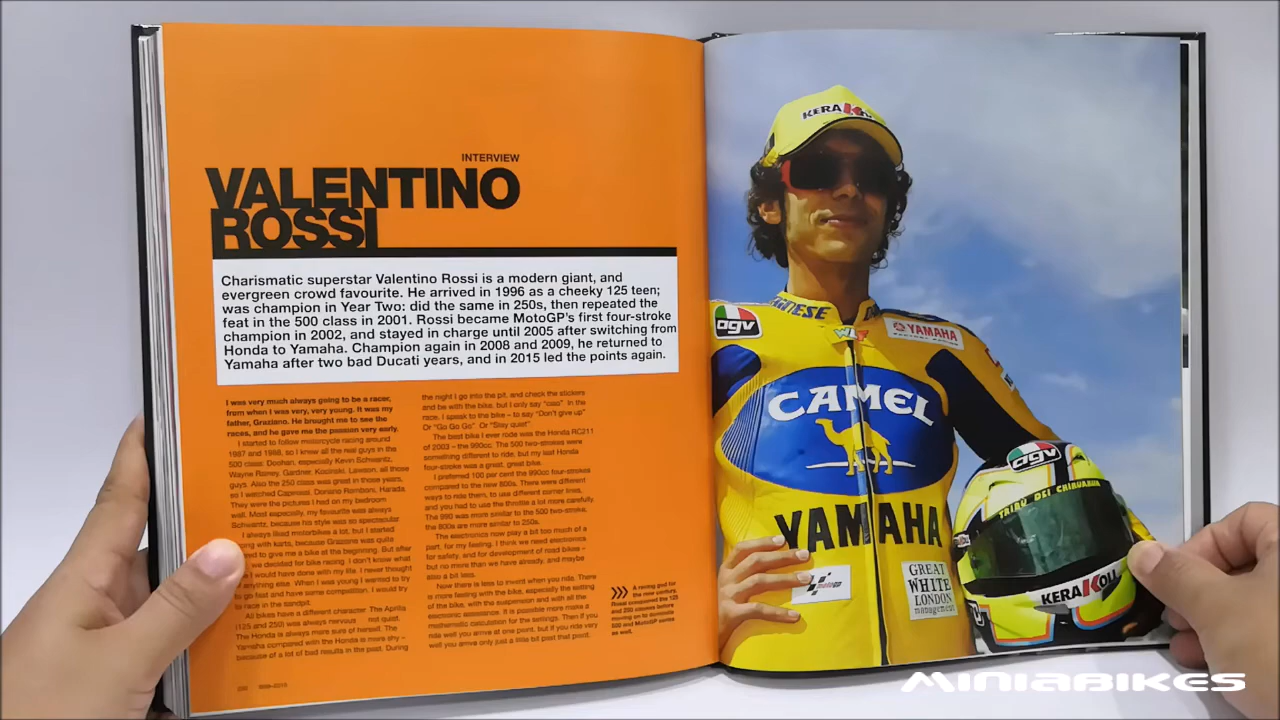 INTERVIEW
VALENTINO
ROSSI
Charismatic superstar Valentino Rossi is a modern giant, and
evergreen crowd favourite. He arrived in 1996 as a cheeky 125 teen;
was champion in Year Two: did the same in 250s, then repeated the
feat in the 500 class in 2001. Rossi became MotoGP's first four-stroke
champion in 2002, and stayed in charge until 2005 after switching from
Honda to Yamaha. Champion again in 2008 and 2009, he returned to
Yamaha after two bad Ducati years, and in 2015 led the points again.
I was very much always going to be a racer,
from when I was very, very young. It was my
father, Graziano. He brought me to see the
races, and he gave me the passion very early.
I started to follow motorcycle racing around
1987 and 1988, so I knew all the real guys in the
500 class: Doohan, especially Kevin Schwantz,
Wayne Rainey, Gardner, Kocinski, Lawson, all those
guys. Also the 250 class was great in those years,
so I watched Capirossi, Doriano Romboni, Harada.
They were the pictures I had on my bedroom
wall. Most especially, my favourite was always
Schwantz, because his style was so spectacular
I always liked motorbikes a lot, but I started
with karts, because Graziano was quite
to give me a bike at the beginning. But after
we decided for bike racing. I don't know what
I would have done with my life. I never thought
anything else. When I was young I wanted to try
go fast and have some competition. I would try
to race in the sandpit.
All bikes have a different character. The Aprilia
(125 and 250) was always nervous not quiet.
The Honda is always more sure of herself. The
Yamaha compared with the Honda is more shy –
because of a lot of bad results in the past. During
the night I go into the pit, and check the stickers
and be with the bike, but I only say "ciao" In the
race, I speak to the bike – to say "Don't give up"
Or "Go Go Go" Or "Stay quiet"
The best bike I ever rode was the Honda RC211
of 2003 – the 990cc. The 500 two-strokes were
something different to ride, but my last Honda
four-stroke was a great, great bike.
I preferred 100 per cent the 990cc four-strokes
compared to the new 800s. There were different
ways to ride them, to use different corner lines,
and you had to use the throttle a lot more carefully.
The 990 was more similar to the 500 two-stroke,
the 800s are more similar to 250s.
The electronics now play a bit too much of a
part, for my feeling. I think we need electronics
for safety, and for development of road bikes –
but no more than we have already, and maybe
also a bit less.
Now there is less to invent when you ride. There
is more feeling with the bike, especially the setting
of the bike, with the suspension and with all the
electronic assistance. It is possible more make a
mathematic calculation for the settings. Then if you
ride well you arrive at one point, but if you ride very
well you arrive only just a little bit past that point.
A racing god for
the new century.
Rossi conquered the 125
and 250 classes before
moving on to dominate
500 and MotoGP series
as well.
1949–2015
KERAKOLL
agv
YAMAHA
CAMEL
YAMAHA
motoGP
GREAT
WHITE
LONDON
management
agv
TRIBU DEI CHIHUAHUA
KERAKOLL
MINIABIKES